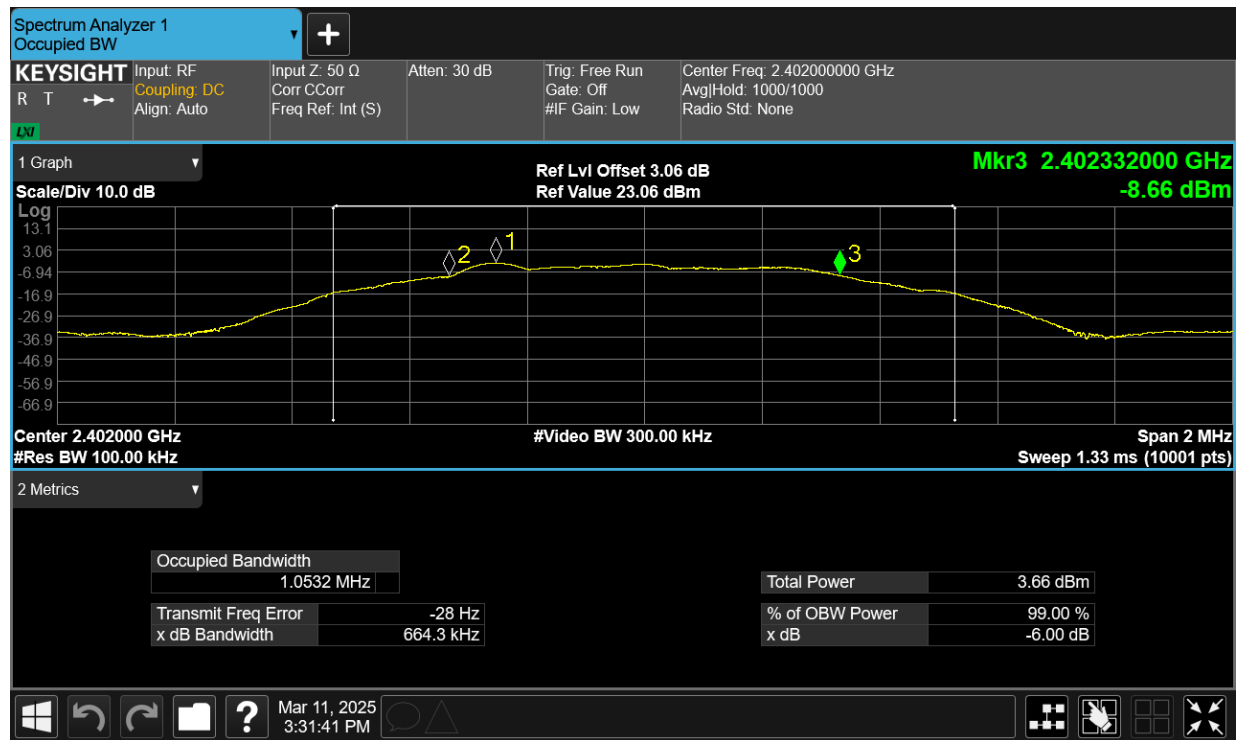 Spectrum Analyzer 1
Occupied BW
KEYSIGHT
R T
LXI
Input: RF
Coupling: DC
Align: Auto
Input Z: 50 Ω
Corr CCorr
Freq Ref: Int (S)
Atten: 30 dB
Trig: Free Run
Gate: Off
#IF Gain: Low
Center Freq: 2.402000000 GHz
Avg|Hold: 1000/1000
Radio Std: None
1 Graph
Scale/Div 10.0 dB
Ref Lvl Offset 3.06 dB
Ref Value 23.06 dBm
Mkr3 2.402332000 GHz
-8.66 dBm
Log
13.1
3.06
-6.94
-16.9
-26.9
-36.9
-46.9
-56.9
-66.9
2
1
3
Center 2.402000 GHz
#Res BW 100.00 kHz
#Video BW 300.00 kHz
Span 2 MHz
Sweep 1.33 ms (10001 pts)
2 Metrics
Occupied Bandwidth
1.0532 MHz
Transmit Freq Error -28 Hz
x dB Bandwidth 664.3 kHz
Total Power 3.66 dBm
% of OBW Power 99.00 %
x dB -6.00 dB
?
Mar 11, 2025
3:31:41 PM